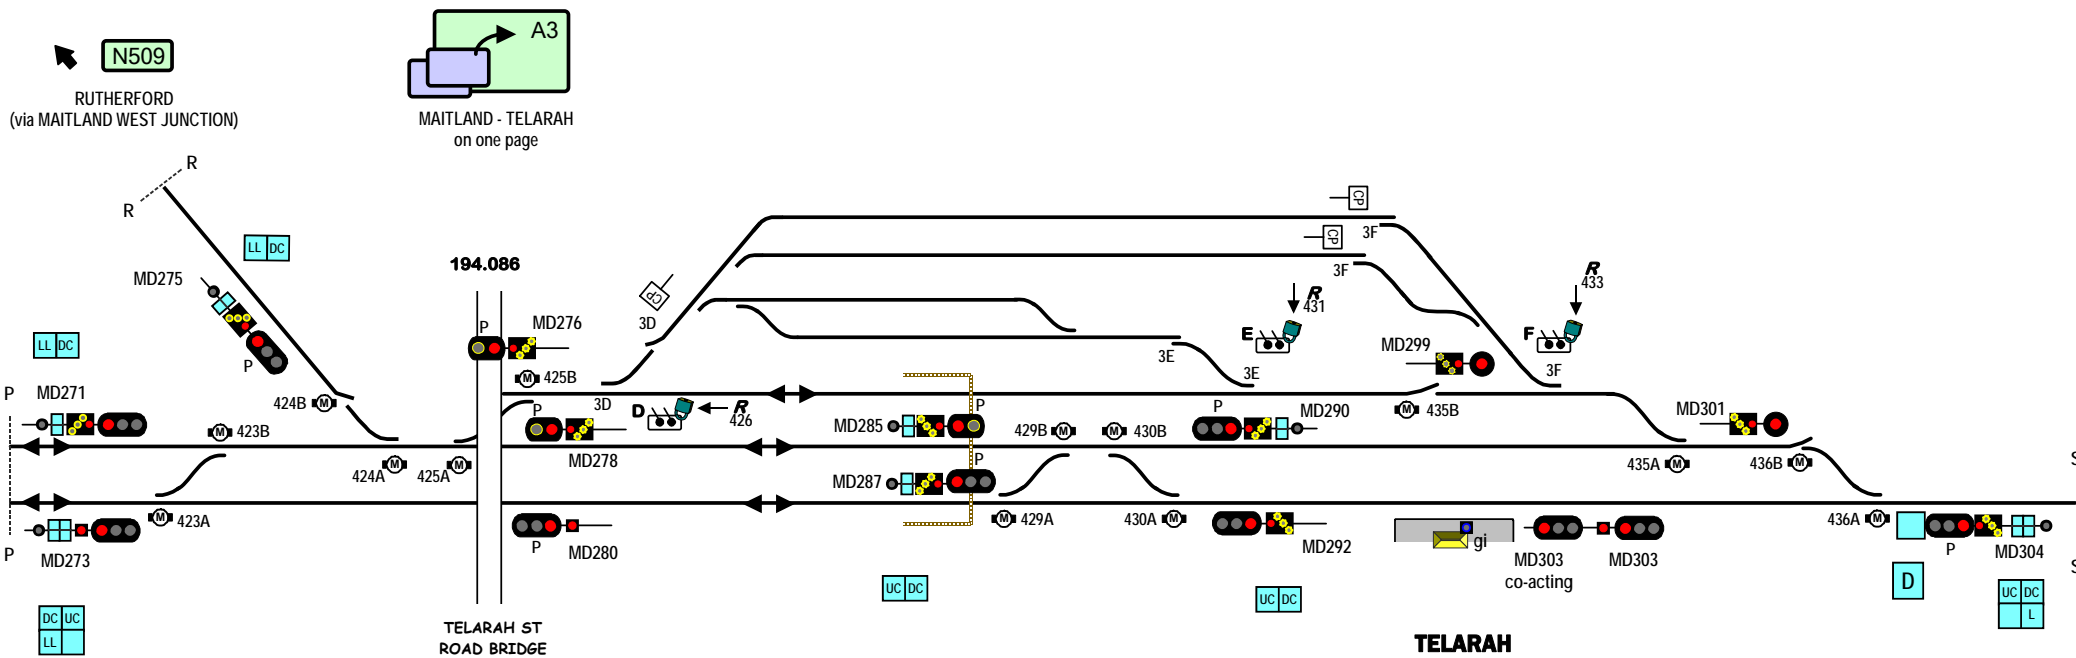 N509
RUTHERFORD
(via MAITLAND WEST JUNCTION)
A3
MAITLAND - TELARAH
on one page
R
R
LL DC
MD275
P
194.086
P
MD276
CP
CP
CP
3F
3F
3D
R
431
E
R
433
F
3F
LL DC
P
MD271
424B
M
M
425B
3D
D
R
426
3E
3E
MD299
M
435B
MD301
423B
M
P
MD278
MD285
P
429B
M
M
430B
P
MD290
424A
M
425A
M
MD287
P
435A
M
436B
M
S
M
423A
M
429A
430A
M
436A
M
P
MD273
P
MD280
MD292
gi
MD303
co-acting
MD303
P
MD304
D
UC DC
UC DC
UC DC
L
DC UC
LL
TELARAH ST
ROAD BRIDGE
TELARAH
S